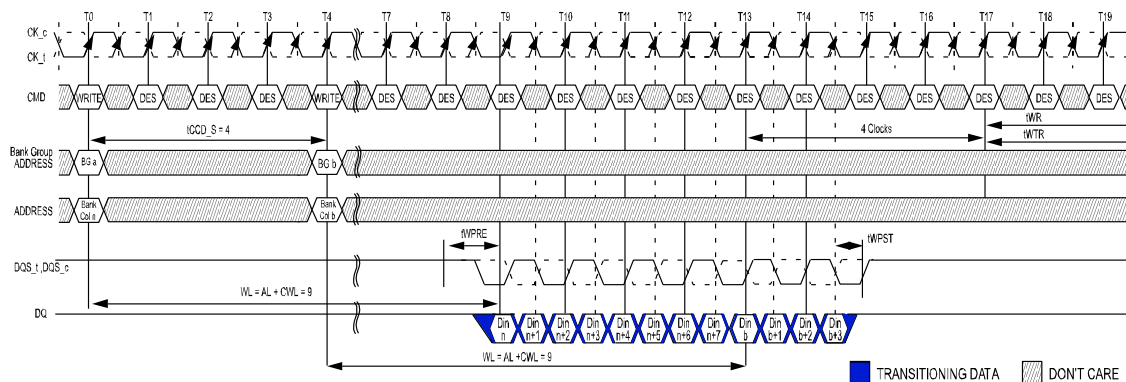 T0 T1 T2 T3 T4 T7 T8 T9 T10 T11 T12 T13 T14 T15 T16 T17 T18 T19
CK_c
CK_t
CMD WRITE DES DES DES WRITE DES DES DES DES DES DES DES DES DES DES DES DES DES
tCCD_S = 4
4 Clocks
tWR
tWTR
Bank Group
ADDRESS
BG a
BG b
ADDRESS
Bank
Col n
Bank
Col b
tWPRE
tWPST
DQS_t ,DQS_c
WL = AL + CWL = 9
DQ
Din Din Din Din Din Din Din Din Din Din Din Din
n n+1 n+2 n+3 n+4 n+5 n+6 n+7 b b+1 b+2 b+3
WL = AL +CWL = 9
TRANSITIONING DATA
DON'T CARE